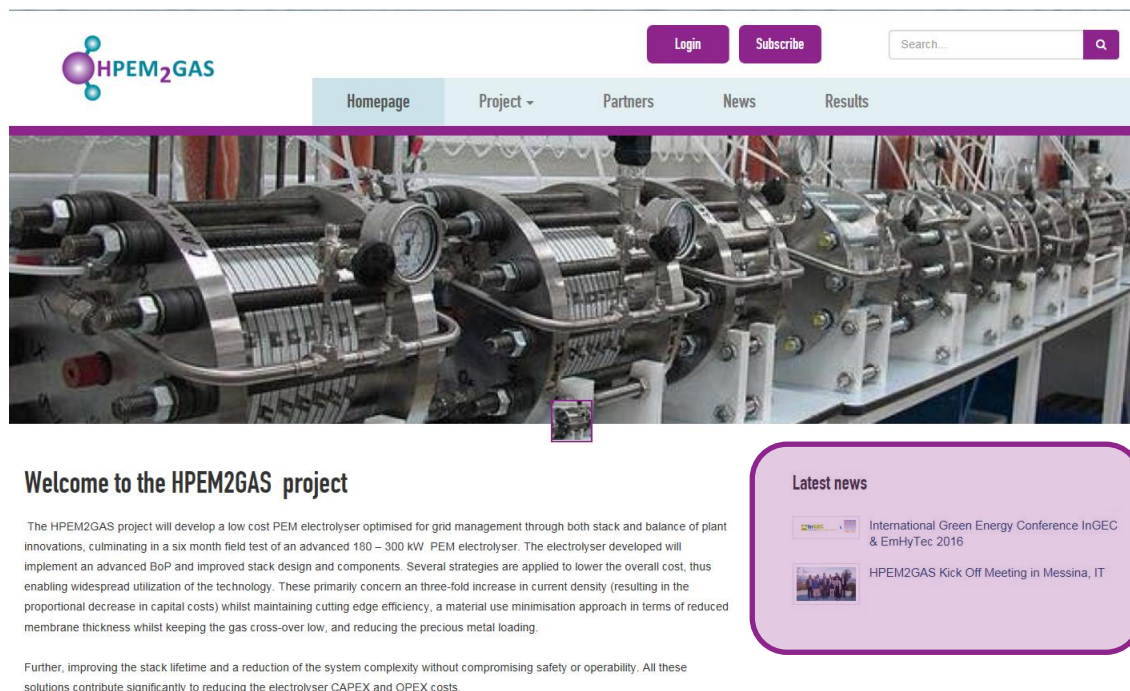 Login
Subscribe
Search...
HPEM2GAS
Homepage
Project
Partners
News
Results
Welcome to the HPEM2GAS project
The HPEM2GAS project will develop a low cost PEM electrolyser optimised for grid management through both stack and balance of plant
innovations, culminating in a six month field test of an advanced 180 – 300 kW PEM electrolyser. The electrolyser developed will
implement an advanced BoP and improved stack design and components. Several strategies are applied to lower the overall cost, thus
enabling widespread utilization of the technology. These primarily concern an three-fold increase in current density (resulting in the
proportional decrease in capital costs) whilst maintaining cutting edge efficiency, a material use minimisation approach in terms of reduced
membrane thickness whilst keeping the gas cross-over low, and reducing the precious metal loading.
Further, improving the stack lifetime and a reduction of the system complexity without compromising safety or operability. All these
solutions contribute significantly to reducing the electrolyser CAPEX and OPEX costs.
Latest news
International Green Energy Conference InGEC
& EmHyTec 2016
HPEM2GAS Kick Off Meeting in Messina, IT